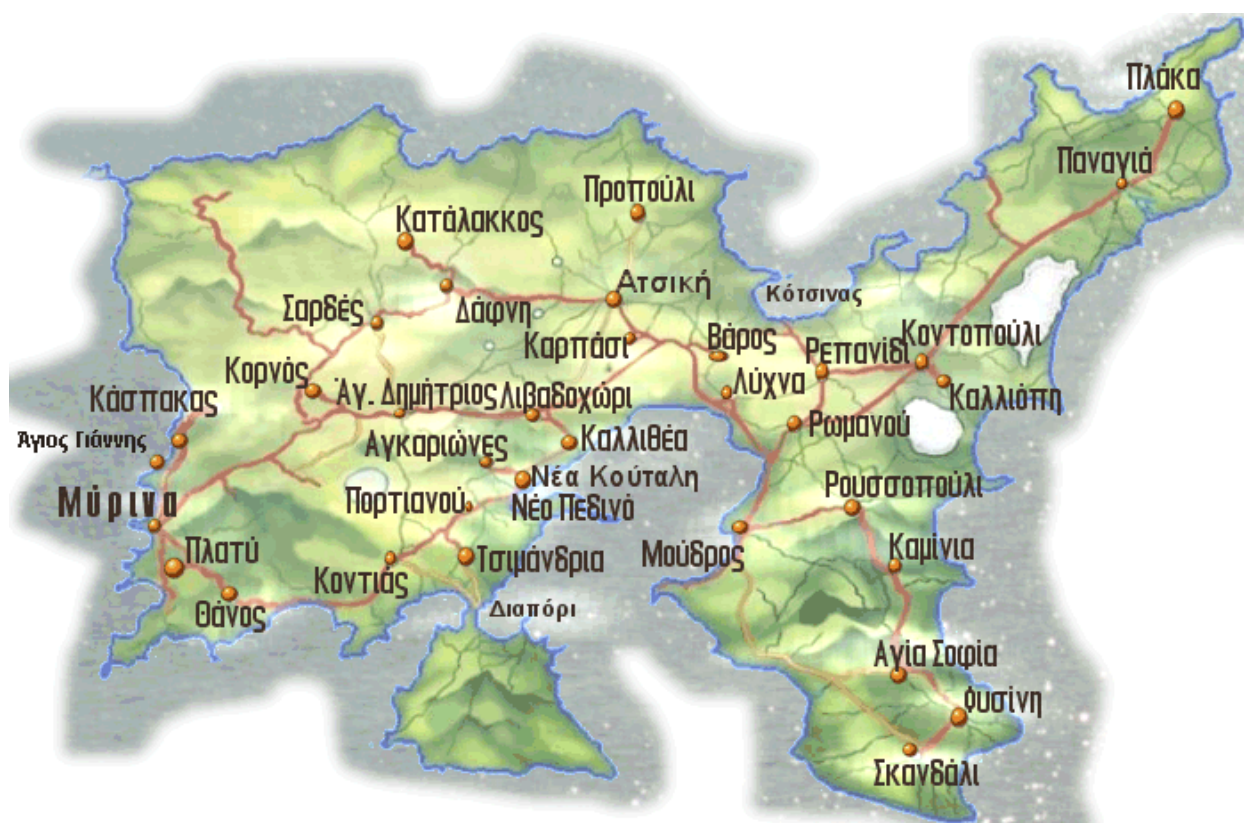 Πλάκα
Παναγιά
Προπούλι
Κατάλακκος
Ατσική
Κότσινας
Δάφνη
Σαρδές
Καρπάσι
Βάρος
Ρεπανίδι
Κοντοπούλι
Κορνός
Άγ. Δημήτριος
Λιβαδοχώρι
Λύχνα
Καλλιόπη
Κάσπακας
Άγιος Γιάννης
Αγκαριώνες
Καλλιθέα
Ρωμανού
Νέα Κούταλη
Μύρινα
Πορτιανού
Νέο Πεδινό
Ρουσσοπούλι
Πλατύ
Κοντιάς
Τσιμάνδρια
Μούδρος
Καμίνια
Θάνος
Διαπόρι
Αγία Σοφία
Φυσίνη
Σκανδάλι